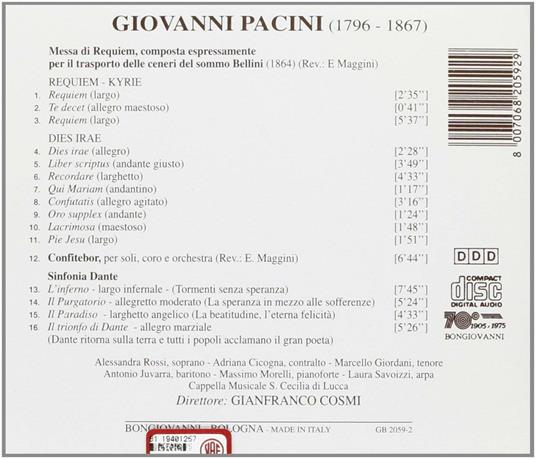 GIOVANNI PACINI (1796 - 1867)
Messa di Requiem, composta espressamente
per il trasporto delle ceneri del sommo Bellini (1864) (Rev.: E Maggini)
REQUIEM - KYRIE
1. Requiem (largo) [2'35'']
2. Te decet (allegro maestoso) [0'41'']
3. Requiem (largo) [5'37'']
DIES IRAE
4. Dies irae (allegro) [2'28'']
5. Liber scriptus (andante giusto) [3'49'']
6. Recordare (larghetto) [4'33'']
7. Qui Mariam (andantino) [1'17'']
8. Confutatis (allegro agitato) [3'16'']
9. Oro supplex (andante) [1'24'']
10. Lacrimosa (maestoso) [1'48'']
11. Pie Jesu (largo) [1'51'']
12. Confitebor, per soli, coro e orchestra (Rev.: E. Maggini) [6'44'']
Sinfonia Dante
13. L'inferno - largo infernale - (Tormenti senza speranza) [7'45'']
14. Il Purgatorio - allegretto moderato (La speranza in mezzo alle sofferenze) [5'24'']
15. Il Paradiso - larghetto angelico (La beatitudine, l'eterna felicità) [4'33'']
16 Il trionfo di Dante - allegro marziale [5'26'']
(Dante ritorna sulla terra e tutti i popoli acclamano il gran poeta)
Alessandra Rossi, soprano - Adriana Cicogna, contralto - Marcello Giordani, tenore
Antonio Juvarra, baritono - Massimo Morelli, pianoforte - Laura Savoizzi, arpa
Cappella Musicale S. Cecilia di Lucca
Direttore: GIANFRANCO COSMI
BONGIOVANNI - BOLOGNA - MADE IN ITALY GB 2059-2
8 007068 205929
DDD
COMPACT
disc
DIGITAL AUDIO
70°
1905-1975
BONGIOVANNI